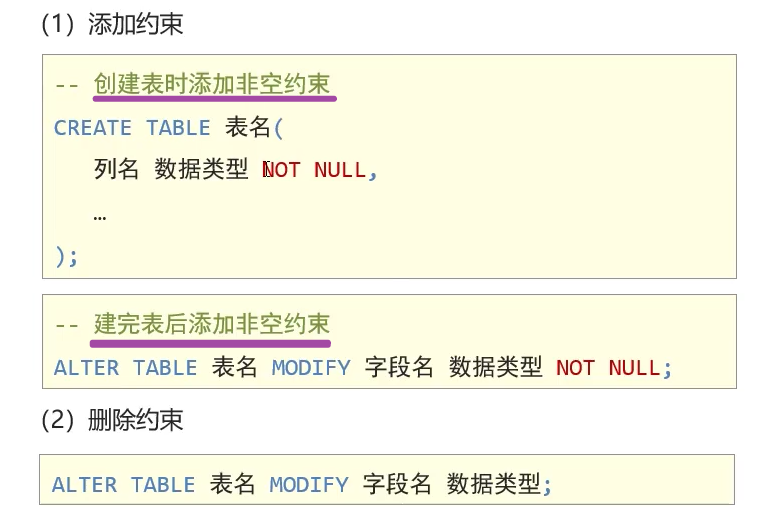 （1）添加约束
-- 创建表时添加非空约束
CREATE TABLE 表名(
列名 数据类型 NOT NULL,
…
);
-- 建完表后添加非空约束
ALTER TABLE 表名 MODIFY 字段名 数据类型 NOT NULL;
（2）删除约束
ALTER TABLE 表名 MODIFY 字段名 数据类型;